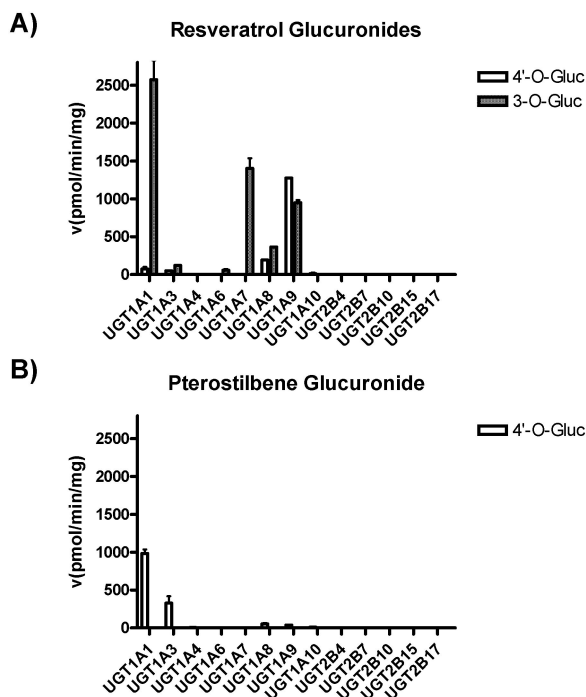 A)
Resveratrol Glucuronides
4'-O-Gluc
3-O-Gluc
v(pmol/min/mg)
2500
2000
1500
1000
500
0
UGT1A1
UGT1A3
UGT1A4
UGT1A6
UGT1A7
UGT1A8
UGT1A9
UGT1A10
UGT2B4
UGT2B7
UGT2B10
UGT2B15
UGT2B17
B)
Pterostilbene Glucuronide
4'-O-Gluc
v(pmol/min/mg)
2500
2000
1500
1000
500
0
UGT1A1
UGT1A3
UGT1A4
UGT1A6
UGT1A7
UGT1A8
UGT1A9
UGT1A10
UGT2B4
UGT2B7
UGT2B10
UGT2B15
UGT2B17